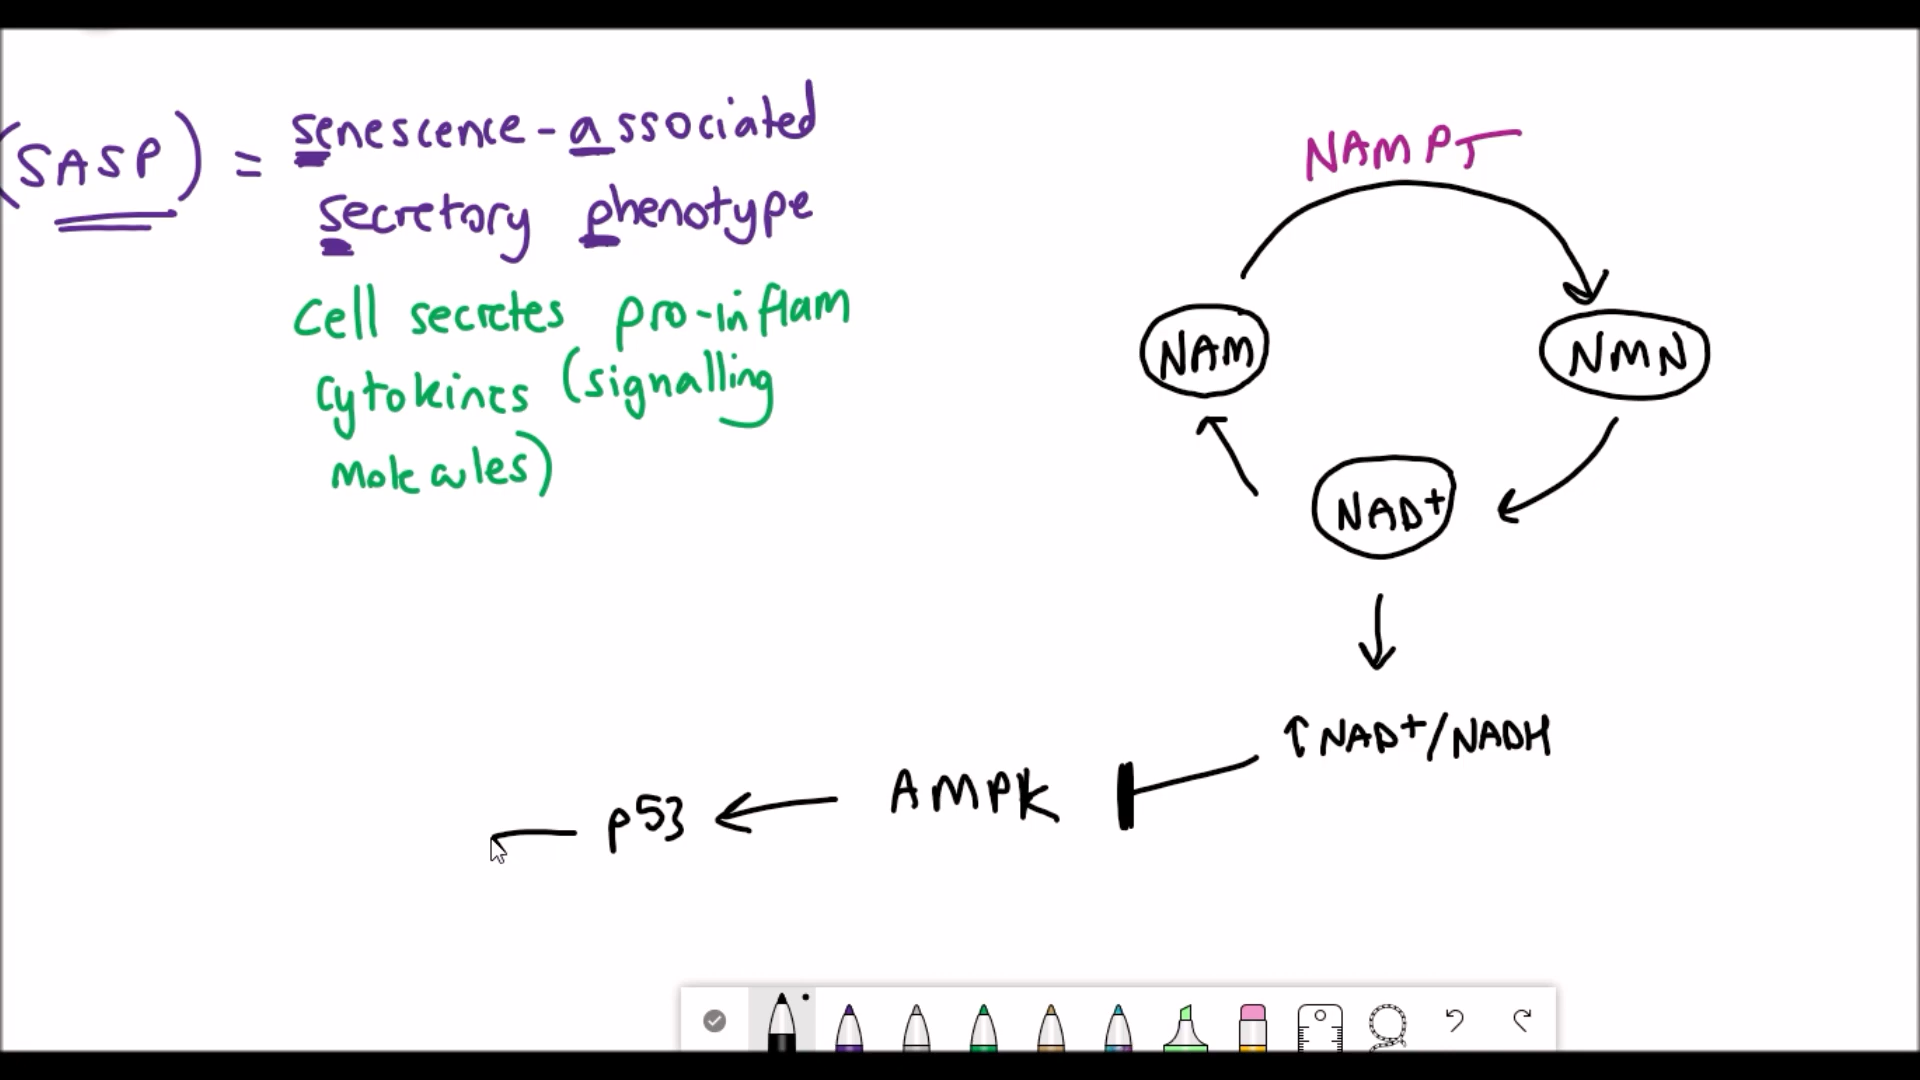 (SASP) = senescence-associated
secretory phenotype
Cell secretes pro-inflam
cytokines (signalling
molecules)
NAMPT
NAM
NMN
NAD+
↑NAD+/NADH
AMPK
p53